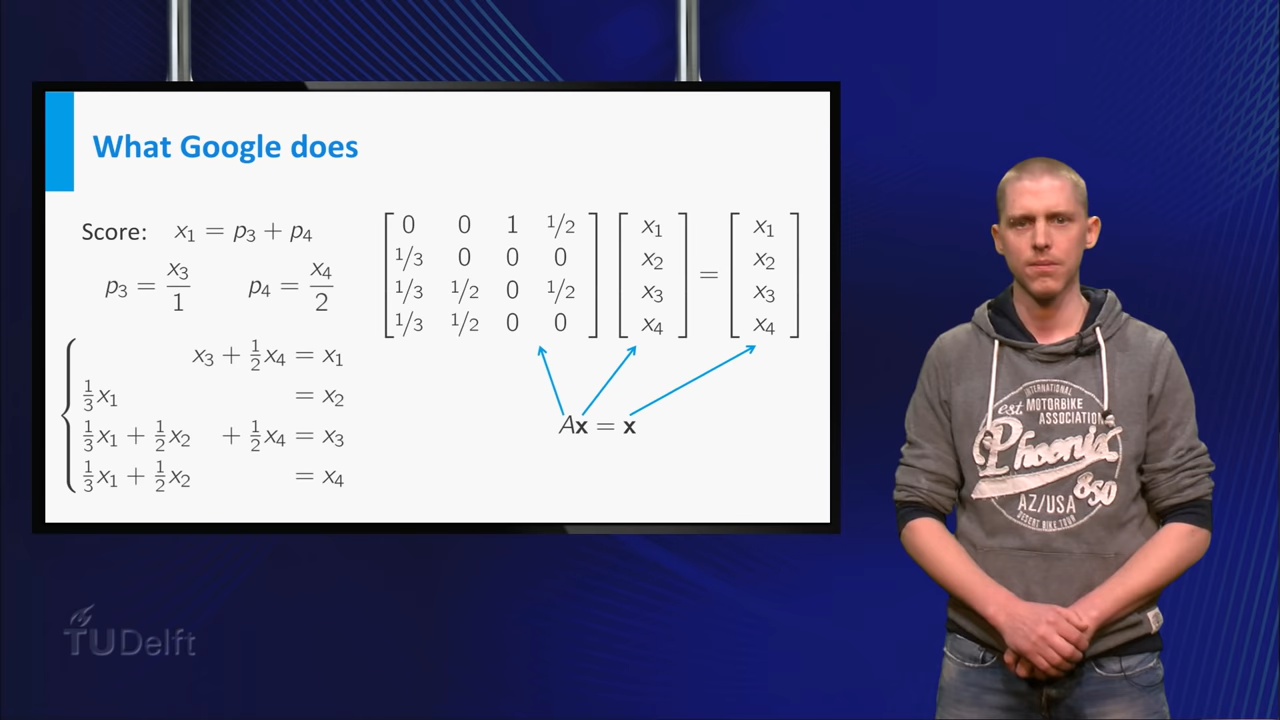 What Google does
Score: x₁ = p₃ + p₄
p₃ = x₃/1 p₄ = x₄/2
x₃ + ½x₄ = x₁
⅓x₁ = x₂
⅓x₁ + ½x₂ + ½x₄ = x₃
⅓x₁ + ½x₂ = x₄
[0 0 1 1/2] [x₁] = [x₁]
[1/3 0 0 0] [x₂] [x₂]
[1/3 1/2 0 1/2] [x₃] [x₃]
[1/3 1/2 0 0] [x₄] [x₄]
Ax = x
INTERNATIONAL
est. MOTORBIKE
ASSOCIATION
Phoenix
850
AZ/USA
DESERT BIKE TOUR
TUDelft